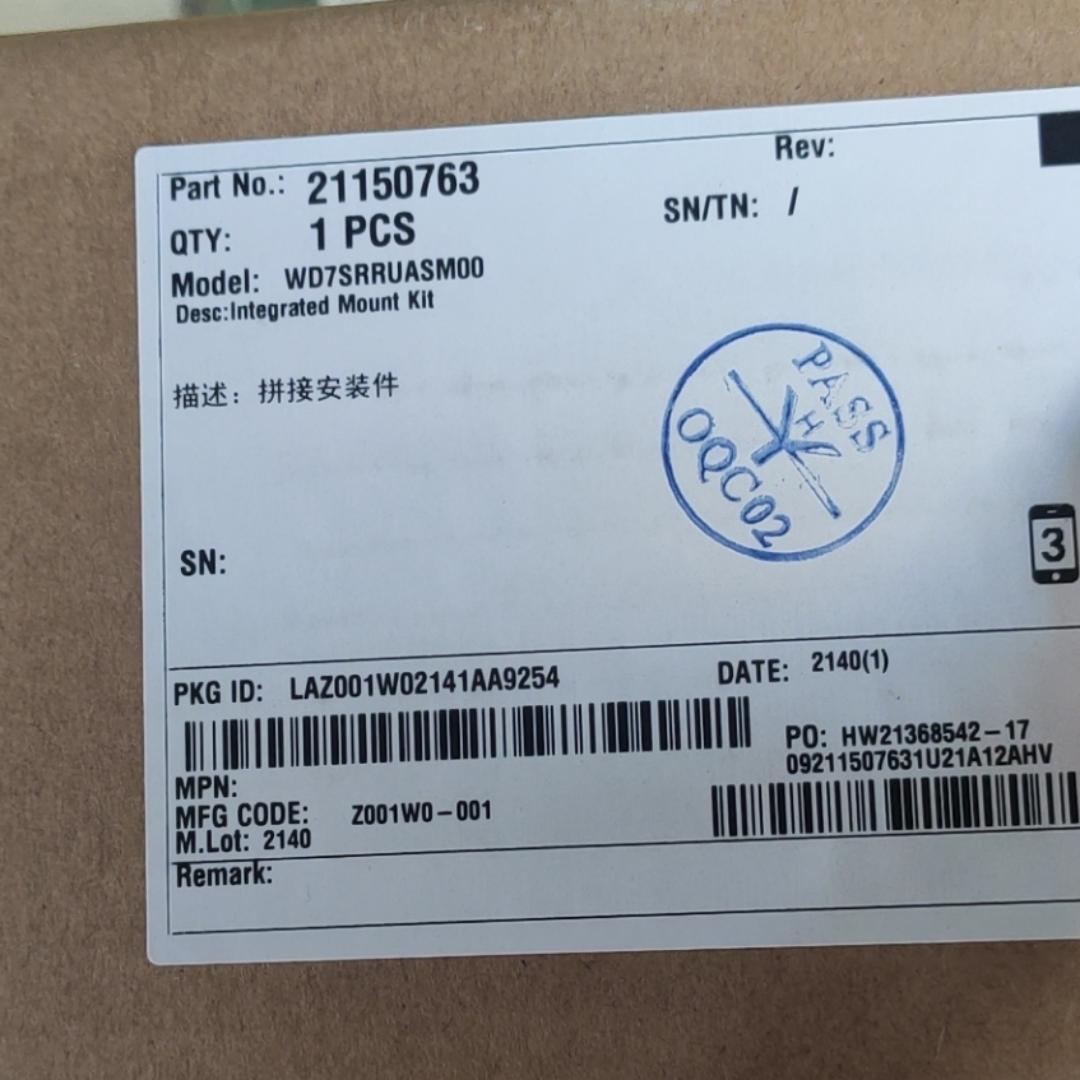 Part No.: 21150763
Rev:
QTY: 1 PCS
SN/TN: /
Model: WD7SRRUASM00
Desc:Integrated Mount Kit
描述: 拼接安装件
PASS
YH
OQC02
SN:
3
PKG ID: LAZ001W02141AA9254
DATE: 2140(1)
PO: HW21368542-17
09211507631U21A12AHV
MPN:
MFG CODE: Z001W0-001
M.Lot: 2140
Remark: